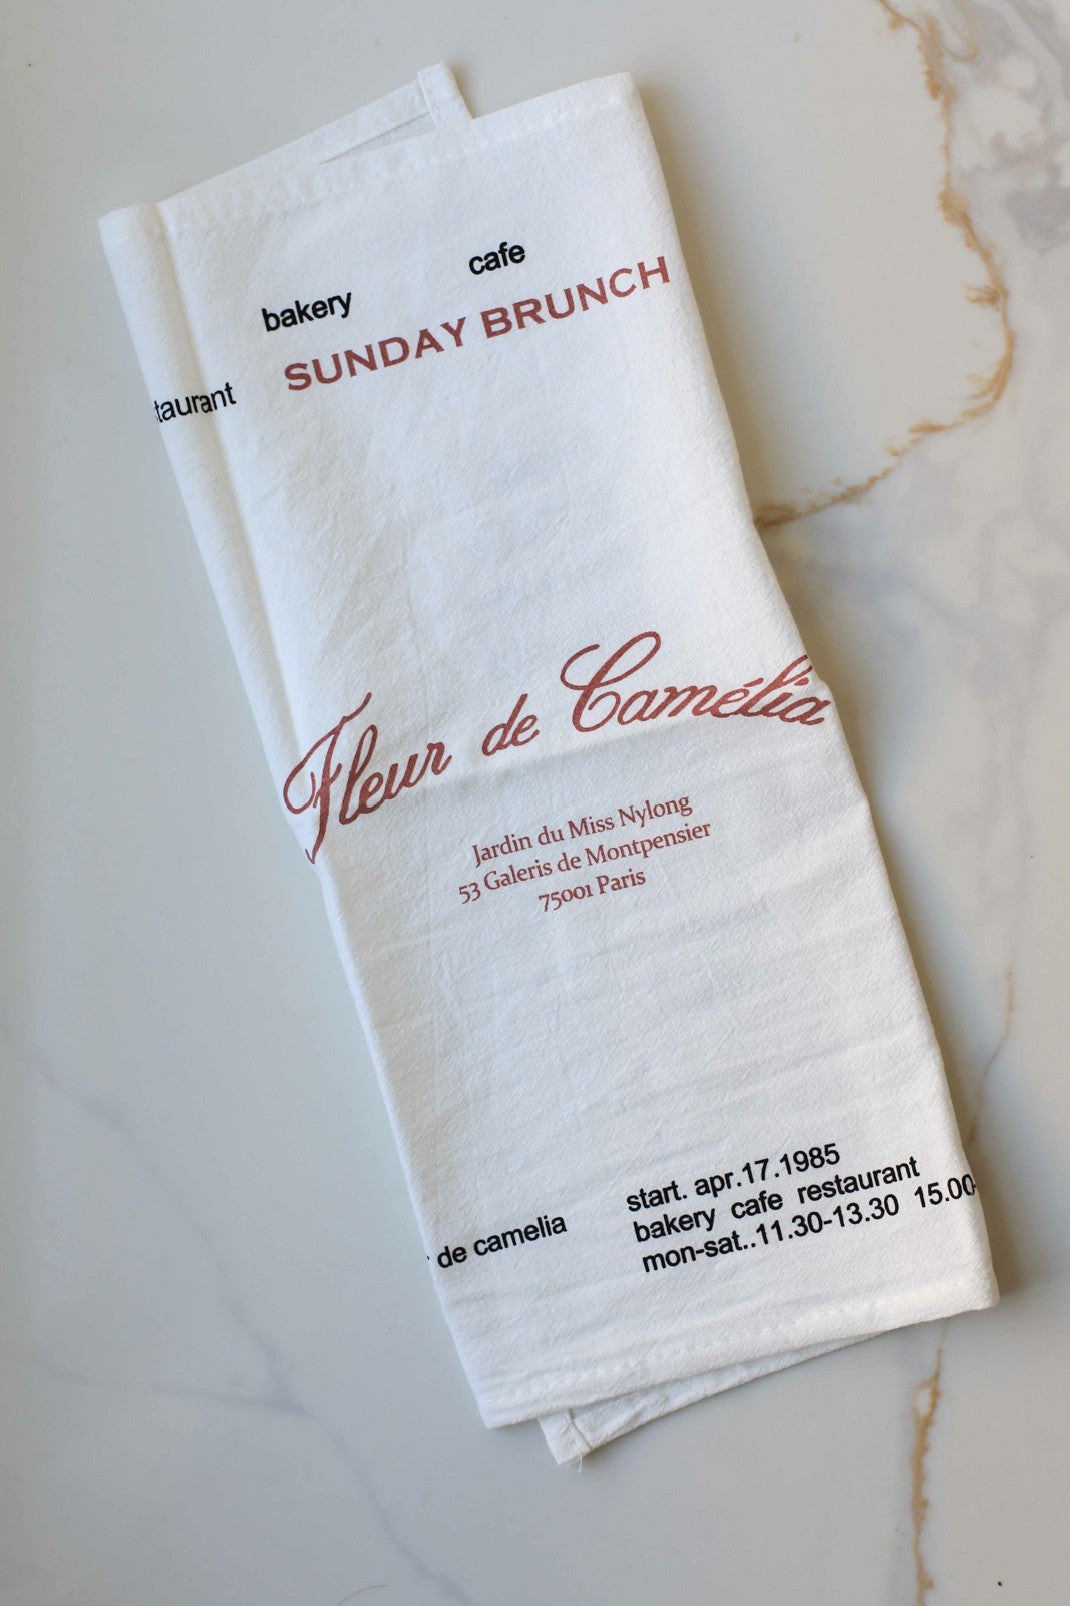 cafe
bakery
SUNDAY BRUNCH
taurant
Fleur de Camélia
Jardin du Miss Nylong
53 Galeris de Montpensier
75001 Paris
start. apr.17.1985
bakery cafe restaurant
mon-sat..11.30-13.30 15.00
de camelia